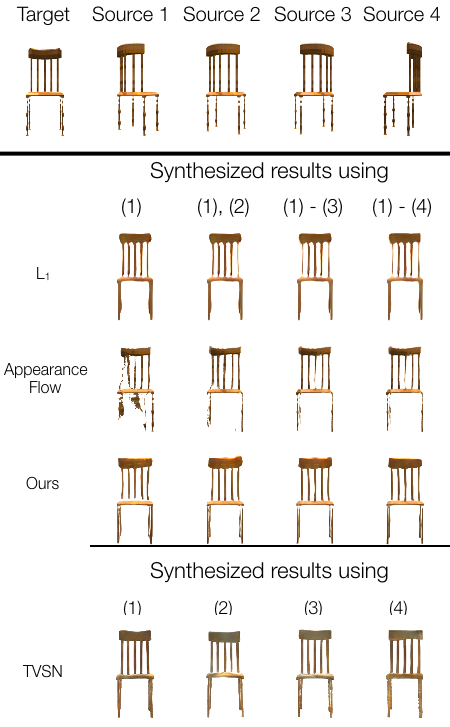 Target Source 1 Source 2 Source 3 Source 4
Synthesized results using
(1) (1), (2) (1) - (3) (1) - (4)
L₁
Appearance
Flow
Ours
Synthesized results using
(1) (2) (3) (4)
TVSN